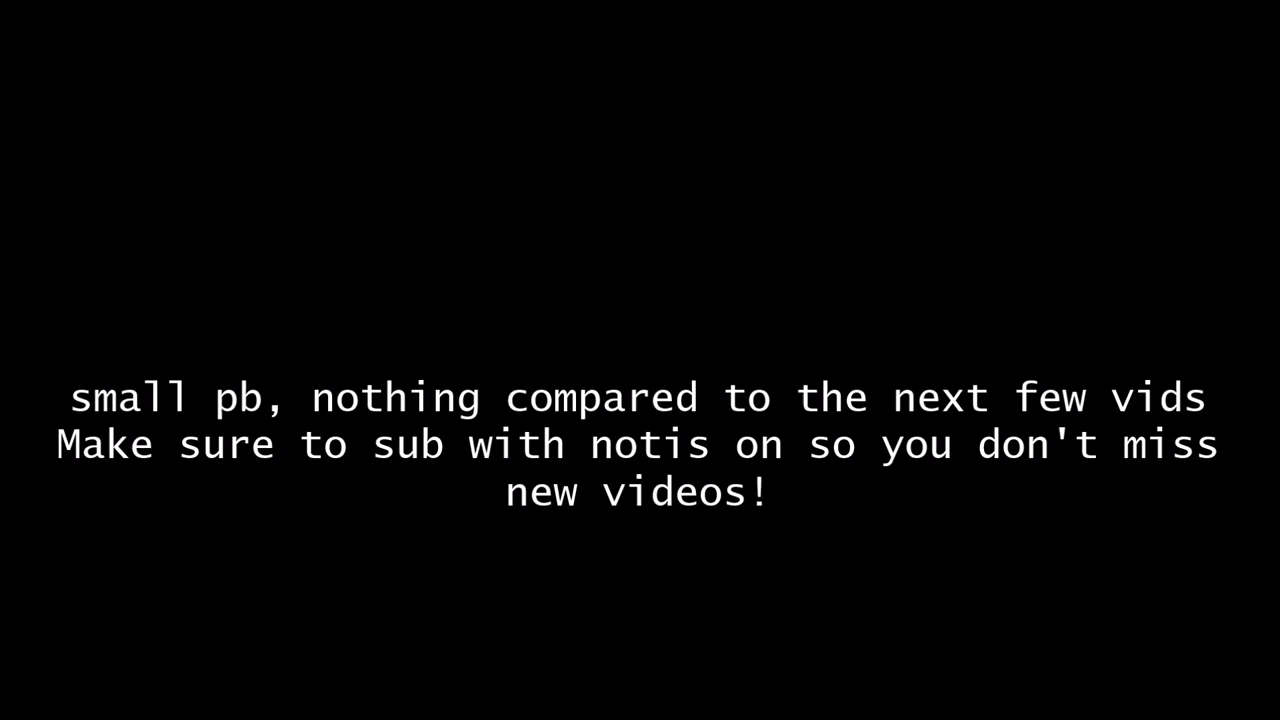 small pb, nothing compared to the next few vids
Make sure to sub with notis on so you don't miss
new videos!